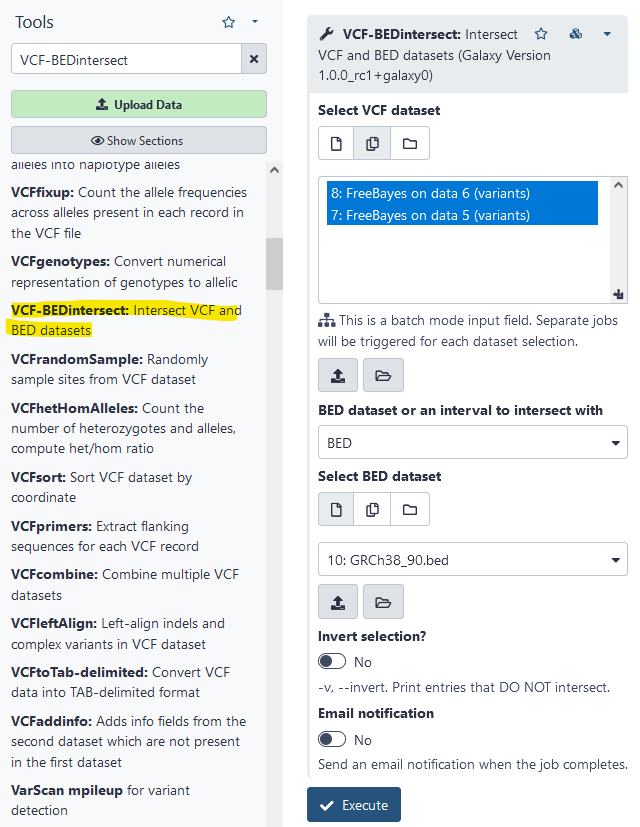 Tools
VCF-BEDintersect
Upload Data
Show Sections
alleles into haplotype alleles
VCFfixup: Count the allele frequencies
across alleles present in each record in
the VCF file
VCFgenotypes: Convert numerical
representation of genotypes to allelic
VCF-BEDintersect: Intersect VCF and
BED datasets
VCFrandomSample: Randomly
sample sites from VCF dataset
VCFhetHomAlleles: Count the
number of heterozygotes and alleles,
compute het/hom ratio
VCFsort: Sort VCF dataset by
coordinate
VCFprimers: Extract flanking
sequences for each VCF record
VCFcombine: Combine multiple VCF
datasets
VCFleftAlign: Left-align indels and
complex variants in VCF dataset
VCFtoTab-delimited: Convert VCF
data into TAB-delimited format
VCFaddinfo: Adds info fields from the
second dataset which are not present
in the first dataset
VarScan mpileup for variant
detection
VCF-BEDintersect: Intersect
VCF and BED datasets (Galaxy Version
1.0.0_rc1+galaxy0)
Select VCF dataset
8: FreeBayes on data 6 (variants)
7: FreeBayes on data 5 (variants)
This is a batch mode input field. Separate jobs
will be triggered for each dataset selection.
BED dataset or an interval to intersect with
BED
Select BED dataset
10: GRCh38_90.bed
Invert selection?
No
-v, --invert. Print entries that DO NOT intersect.
Email notification
No
Send an email notification when the job completes.
Execute